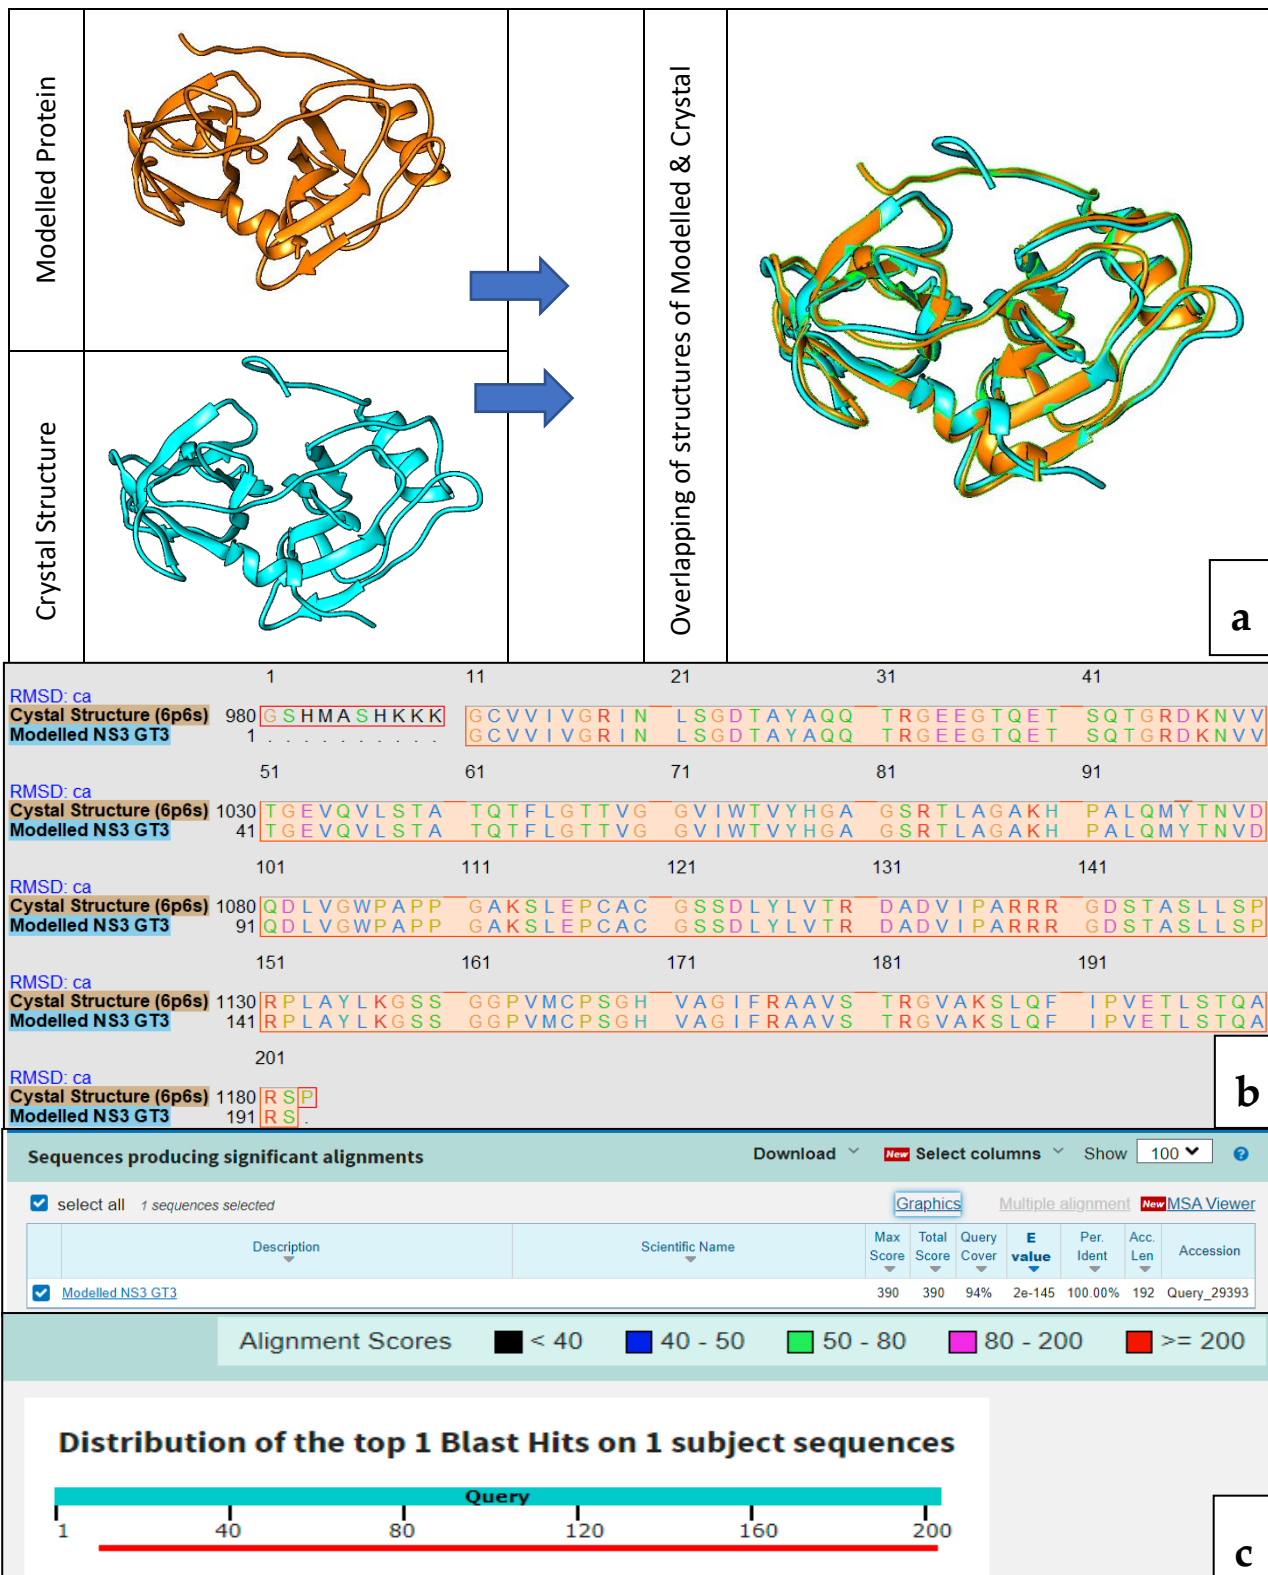 Modelled Protein
Crystal Structure
Overlapping of structures of Modelled & Crystal
a
1 11 21 31 41
RMSD: ca
Cystal Structure (6p6s) 980 GSHMASHKKK GCVVIVGRIN LSGDTAYAQQ TRGEEGTQET SQTGRDKNVV
Modelled NS3 GT3 1 .......... GCVVIVGRIN LSGDTAYAQQ TRGEEGTQET SQTGRDKNVV
51 61 71 81 91
RMSD: ca
Cystal Structure (6p6s) 1030 TGEVQVLSTA TQTFLGTTVG GVIWTVYHGA GSRTLAGAKH PALQMYTNVD
Modelled NS3 GT3 41 TGEVQVLSTA TQTFLGTTVG GVIWTVYHGA GSRTLAGAKH PALQMYTNVD
101 111 121 131 141
RMSD: ca
Cystal Structure (6p6s) 1080 QDLVGWPAPP GAKSLEPCAC GSSDLYLVTR DADVIPARRR GDSTASLLSP
Modelled NS3 GT3 91 QDLVGWPAPP GAKSLEPCAC GSSDLYLVTR DADVIPARRR GDSTASLLSP
151 161 171 181 191
RMSD: ca
Cystal Structure (6p6s) 1130 RPLAYLKGSS GGPVMCPSGH VAGIFRAAVS TRGVAKSLQF IPVETLSTQA
Modelled NS3 GT3 141 RPLAYLKGSS GGPVMCPSGH VAGIFRAAVS TRGVAKSLQF IPVETLSTQA
201
RMSD: ca
Cystal Structure (6p6s) 1180 RSP
Modelled NS3 GT3 191 RS.
b
Sequences producing significant alignments Download New Select columns Show 100 ?
select all 1 sequences selected Graphics Multiple alignment New MSA Viewer
Description Scientific Name Max Score Total Score Query Cover E value Per. Ident Acc. Len Accession
Modelled NS3 GT3 390 390 94% 2e-145 100.00% 192 Query_29393
Alignment Scores < 40 40 - 50 50 - 80 80 - 200 >= 200
Distribution of the top 1 Blast Hits on 1 subject sequences
Query
1 40 80 120 160 200
c